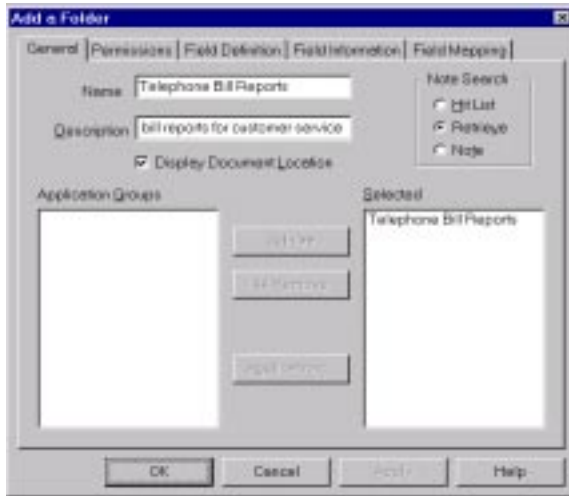 Add a Folder
General Permissions Field Definition Field Information Field Mapping
Name Telephone Bill Reports
Note Search
Hit List
Description bill reports for customer service
Retrieve
Note
Display Document Location
Application Groups
Selected
Telephone Bill Reports
OK Cancel Apply Help